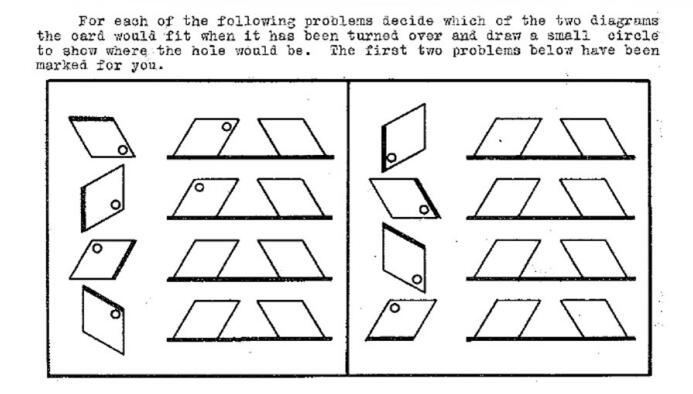 For each of the following problems decide which of the two diagrams
the card would fit when it has been turned over and draw a small circle
to show where the hole would be. The first two problems below have been
marked for you.